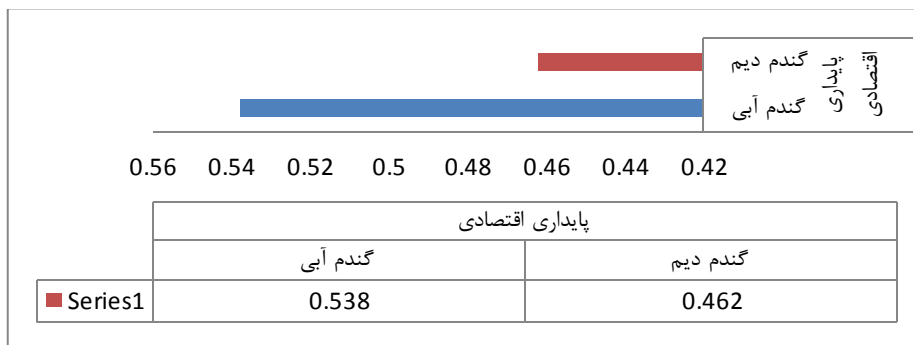 گندم دیم
گندم آبی
پایداری
اقتصادی
0.56 0.54 0.52 0.5 0.48 0.46 0.44 0.42
پایداری اقتصادی
گندم آبی گندم دیم
Series1 0.538 0.462